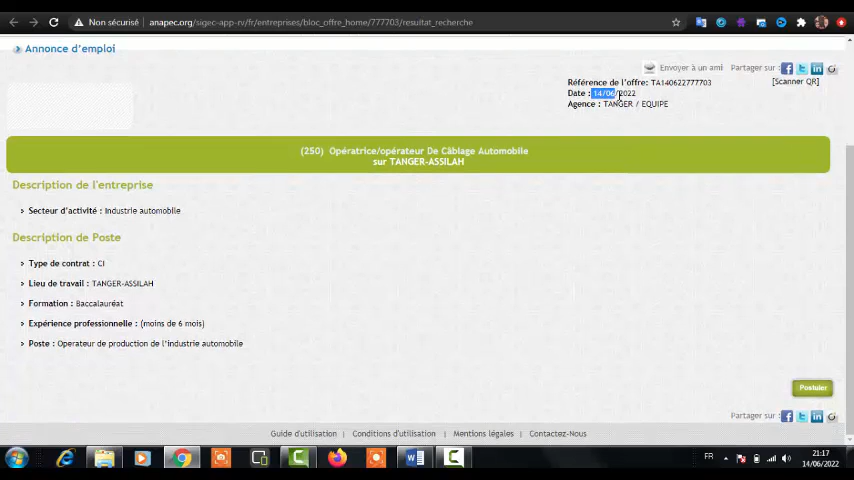 Non sécurisé | anapec.org/sigec-app-rv/fr/entreprises/bloc_offre_home/777703/resultat_recherche
Annonce d'emploi
Envoyer à un ami Partager sur :
Référence de l'offre: TA140622777703 [Scanner QR]
Date : 14/06/2022
Agence : TANGER / EQUIPE
(250) Opératrice/opérateur De Câblage Automobile
sur TANGER-ASSILAH
Description de l'entreprise
Secteur d'activité : Industrie automobile
Description de Poste
Type de contrat : CI
Lieu de travail : TANGER-ASSILAH
Formation : Baccalauréat
Expérience professionnelle : (moins de 6 mois)
Poste : Operateur de production de l'industrie automobile
Postuler
Partager sur :
Guide d'utilisation | Conditions d'utilisation | Mentions légales | Contactez-Nous
FR 21:17
14/06/2022